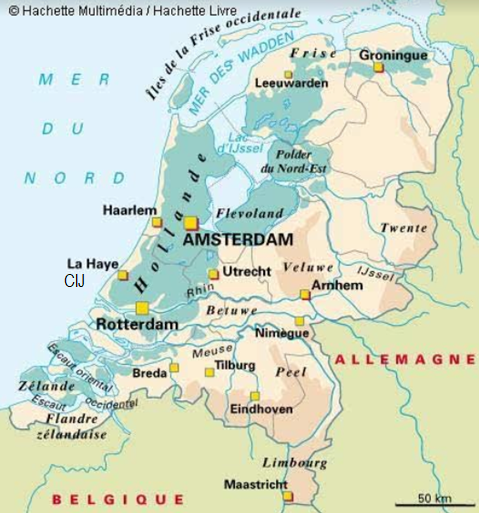 © Hachette Multimédia / Hachette Livre
Îles de la Frise occidentale
MER DES WADDEN
Frise
Groningue
Leeuwarden
MER
DU
NORD
Lac
d'IJssel
Polder
du Nord-Est
Haarlem
Hollande
Flevoland
AMSTERDAM
Twente
La Haye
CIJ
Utrecht
Veluwe
IJssel
Rhin
Arnhem
Rotterdam
Betuwe
Nimègue
Meuse
ALLEMAGNE
Escaut oriental
Breda
Tilburg
Peel
Zélande
Escaut occidental
Eindhoven
Flandre
zélandaise
Limbourg
Maastricht
BELGIQUE
50 km